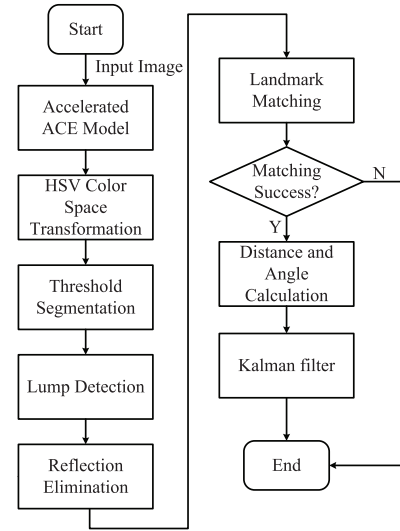 Start
Input Image
Accelerated
ACE Model
HSV Color
Space
Transformation
Threshold
Segmentation
Lump Detection
Reflection
Elimination
Landmark
Matching
Matching
Success?
N
Y
Distance and
Angle
Calculation
Kalman filter
End